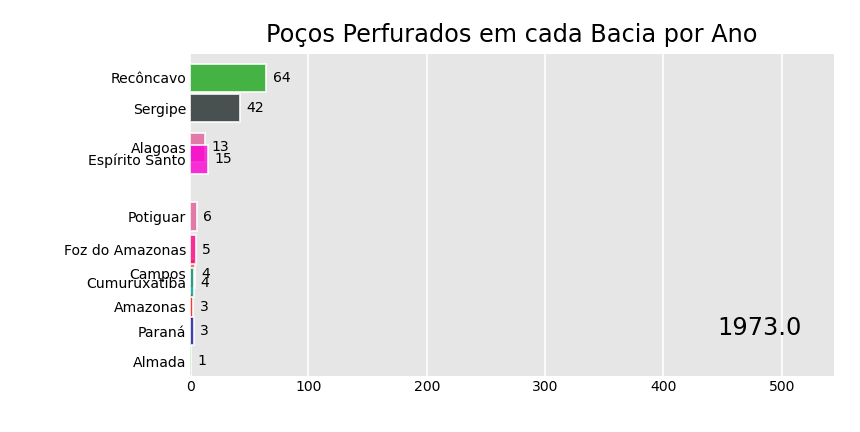 Poços Perfurados em cada Bacia por Ano
Recôncavo 64
Sergipe 42
Alagoas 13
Espírito Santo 15
Potiguar 6
Foz do Amazonas 5
Campos 4
Cumuruxatiba 4
Amazonas 3
Paraná 3
1973.0
Almada 1
0 100 200 300 400 500